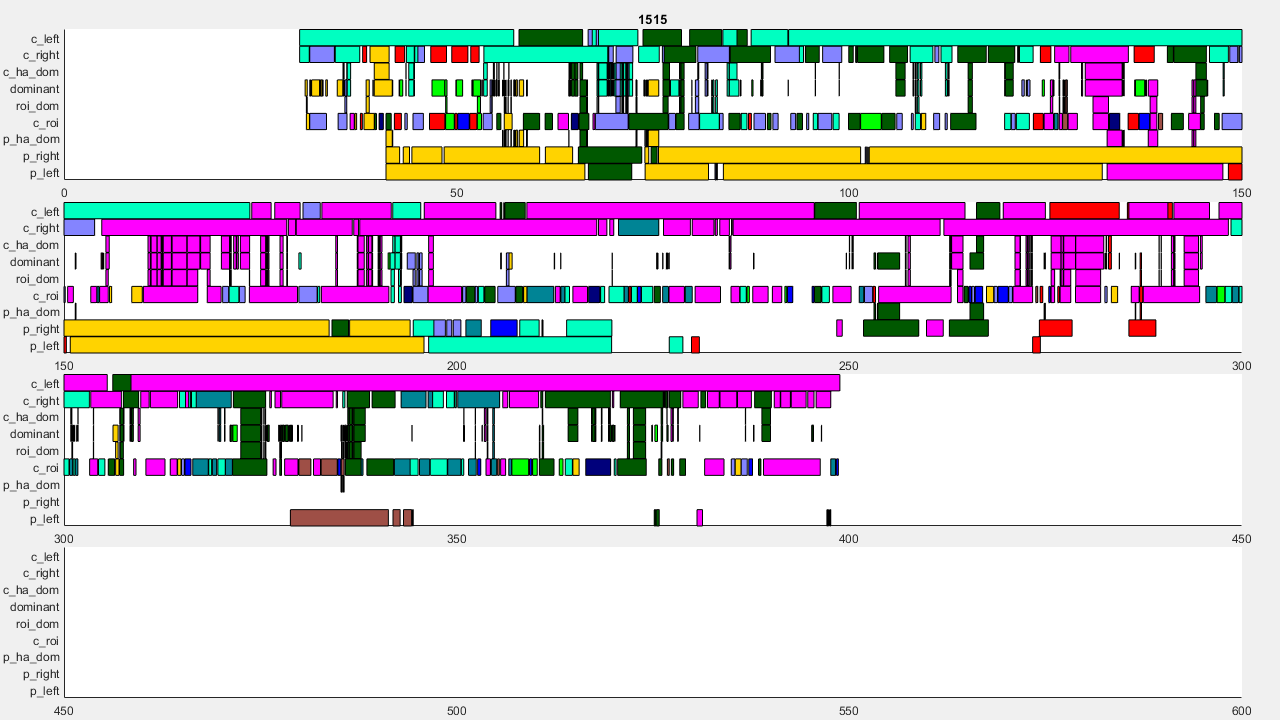 1515
c_left
c_right
c_ha_dom
dominant
roi_dom
c_roi
p_ha_dom
p_right
p_left
0 50 100 150
c_left
c_right
c_ha_dom
dominant
roi_dom
c_roi
p_ha_dom
p_right
p_left
150 200 250 300
c_left
c_right
c_ha_dom
dominant
roi_dom
c_roi
p_ha_dom
p_right
p_left
300 350 400 450
c_left
c_right
c_ha_dom
dominant
roi_dom
c_roi
p_ha_dom
p_right
p_left
450 500 550 600